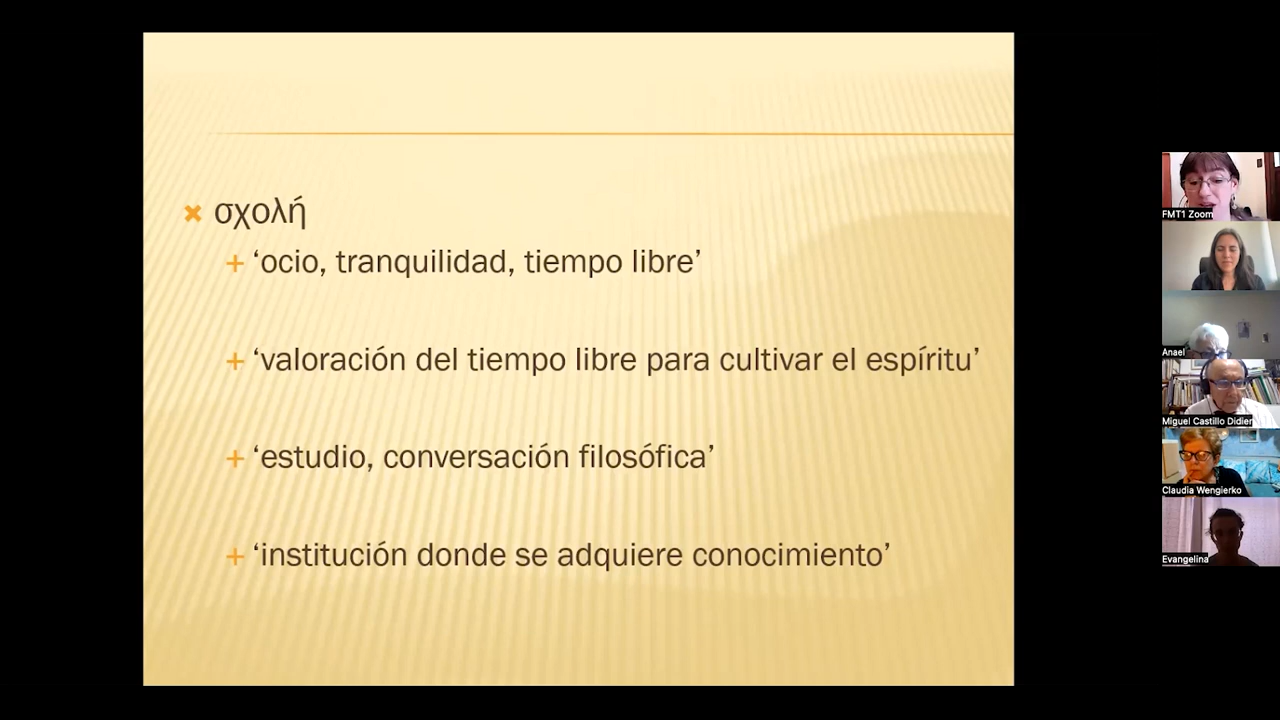 σχολή
‘ocio, tranquilidad, tiempo libre’
‘valoración del tiempo libre para cultivar el espíritu’
‘estudio, conversación filosófica’
‘institución donde se adquiere conocimiento’
FMT1 Zoom
Anael
Miguel Castillo Didier
Claudia Wengierko
Evangelina